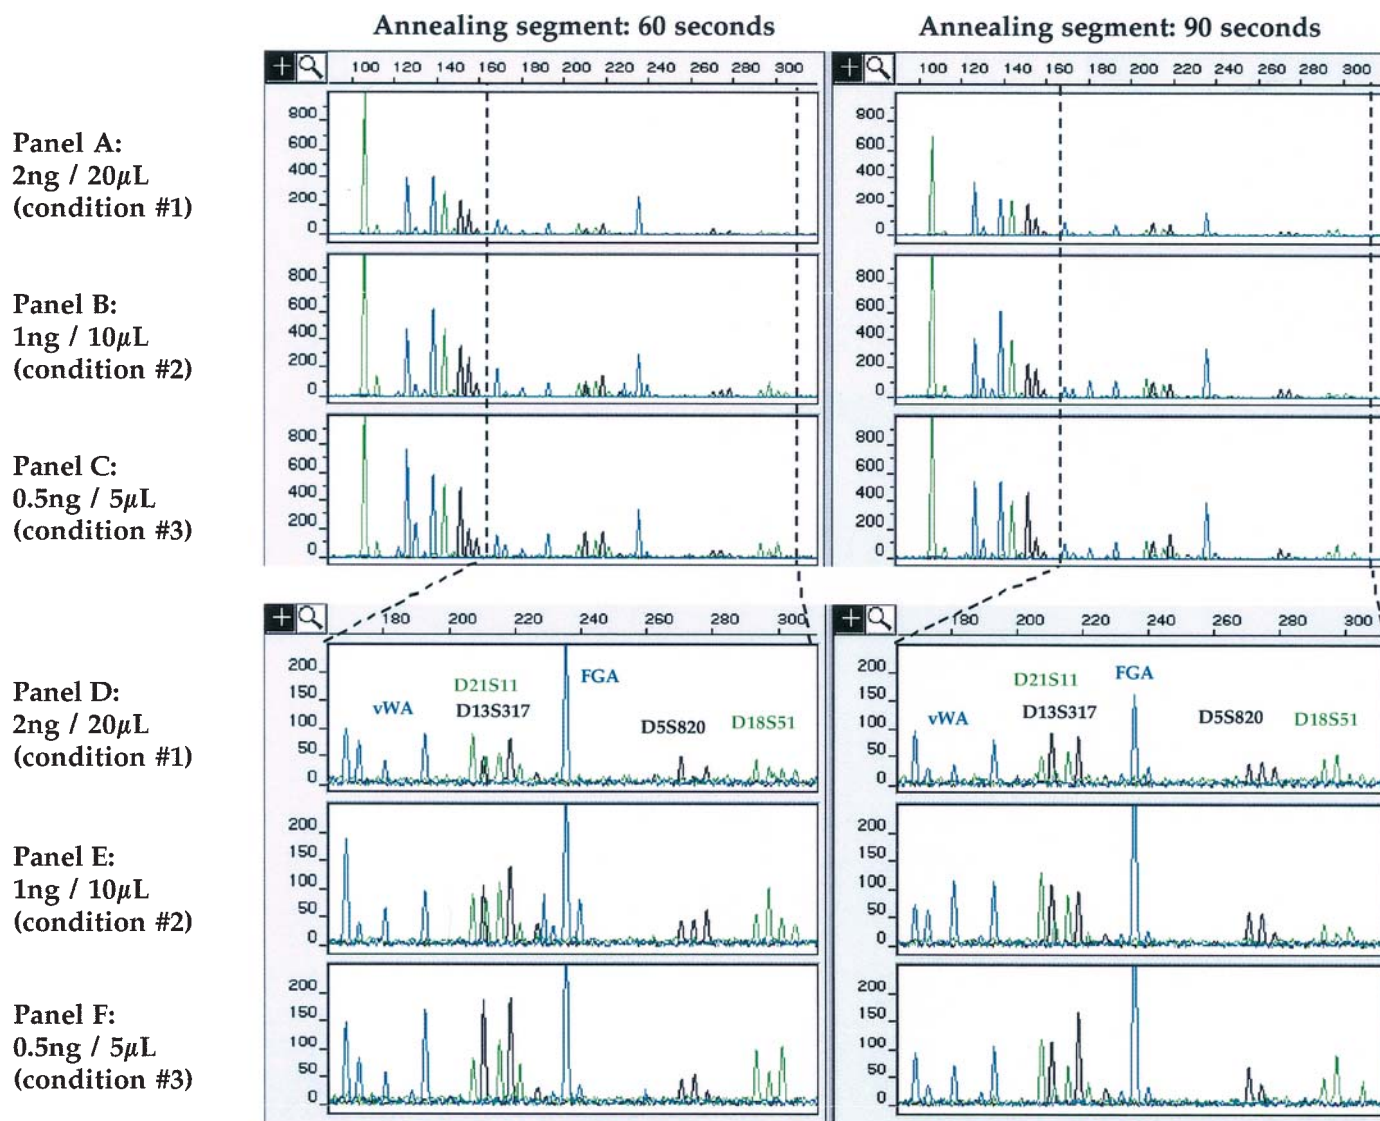 Annealing segment: 60 seconds
Annealing segment: 90 seconds
100 120 140 160 180 200 220 240 260 280 300
100 120 140 160 180 200 220 240 260 280 300
Panel A:
2ng / 20µL
(condition #1)
800
600
400
200
0
800
600
400
200
0
Panel B:
1ng / 10µL
(condition #2)
800
600
400
200
0
800
600
400
200
0
Panel C:
0.5ng / 5µL
(condition #3)
800
600
400
200
0
800
600
400
200
0
180 200 220 240 260 280 300
180 200 220 240 260 280 300
Panel D:
2ng / 20µL
(condition #1)
200
150
100
50
0
vWA
D21S11
D13S317
FGA
D5S820
D18S51
200
150
100
50
0
vWA
D21S11
D13S317
FGA
D5S820
D18S51
Panel E:
1ng / 10µL
(condition #2)
200
150
100
50
0
200
150
100
50
0
Panel F:
0.5ng / 5µL
(condition #3)
200
150
100
50
0
200
150
100
50
0